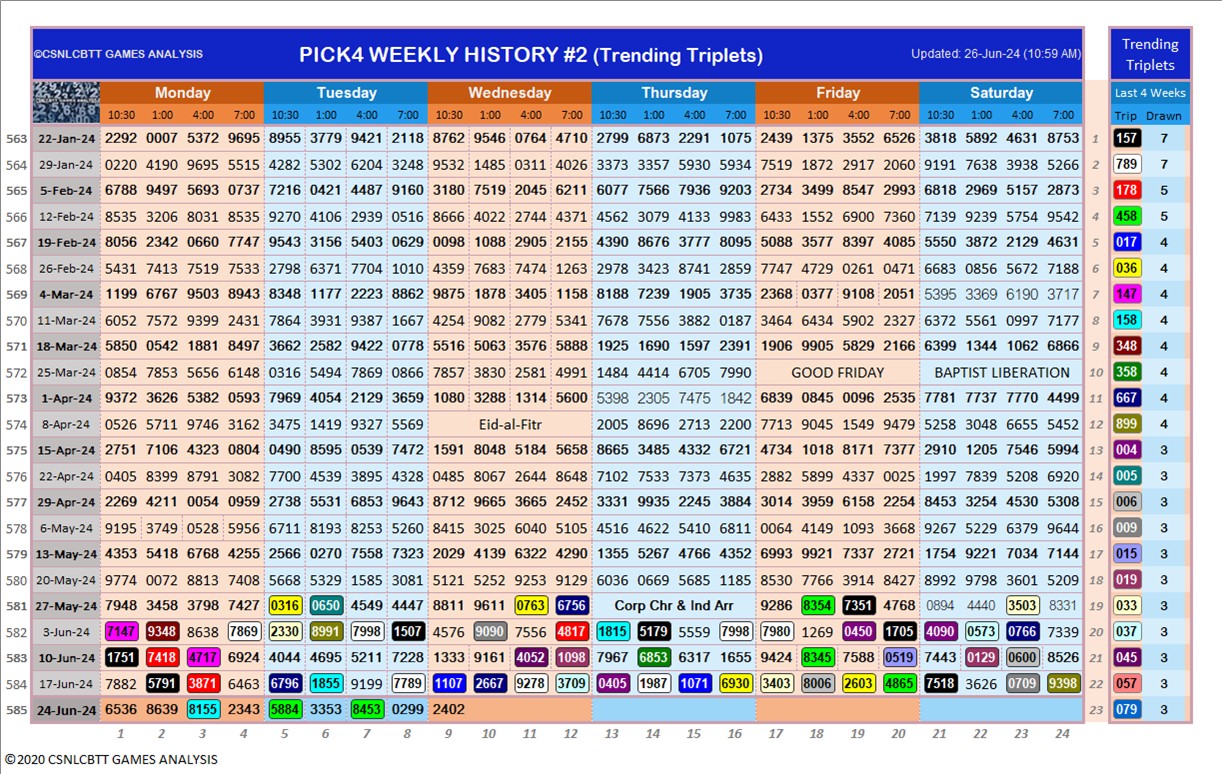 ©CSNLCBTT GAMES ANALYSIS PICK4 WEEKLY HISTORY #2 (Trending Triplets) Updated: 26-Jun-24 (10:59 AM) Trending Triplets
Monday Tuesday Wednesday Thursday Friday Saturday Last 4 Weeks
10:30 1:00 4:00 7:00 10:30 1:00 4:00 7:00 10:30 1:00 4:00 7:00 10:30 1:00 4:00 7:00 10:30 1:00 4:00 7:00 10:30 1:00 4:00 7:00 Trip Drawn
563 22-Jan-24 2292 0007 5372 9695 8955 3779 9421 2118 8762 9546 0764 4710 2799 6873 2291 1075 2439 1375 3552 6526 3818 5892 4631 8753 1 157 7
564 29-Jan-24 0220 4190 9695 5515 4282 5302 6204 3248 9532 1485 0311 4026 3373 3357 5930 5934 7519 1872 2917 2060 9191 7638 3938 5266 2 789 7
565 5-Feb-24 6788 9497 5693 0737 7216 0421 4487 9160 3180 7519 2045 6211 6077 7566 7936 9203 2734 3499 8547 2993 6818 2969 5157 2873 3 178 5
566 12-Feb-24 8535 3206 8031 8535 9270 4106 2939 0516 8666 4022 2744 4371 4562 3079 4133 9983 6433 1552 6900 7360 7139 9239 5754 9542 4 458 5
567 19-Feb-24 8056 2342 0660 7747 9543 3156 5403 0629 0098 1088 2905 2155 4390 8676 3777 8095 5088 3577 8397 4085 5550 3872 2129 4631 5 017 4
568 26-Feb-24 5431 7413 7519 7533 2798 6371 7704 1010 4359 7683 7474 1263 2978 3423 8741 2859 7747 4729 0261 0471 6683 0856 5672 7188 6 036 4
569 4-Mar-24 1199 6767 9503 8943 8348 1177 2223 8862 8875 1878 3405 1158 8188 7239 1905 3735 2368 0377 9108 2051 5395 3369 6190 3717 7 147 4
570 11-Mar-24 6052 7572 9399 2431 7864 3931 9387 1667 4254 9082 2779 5341 7678 7556 3882 0187 3464 6434 5902 2327 6372 5561 0997 7177 8 158 4
571 18-Mar-24 5850 0542 1881 8497 3662 2582 9422 0778 2516 5063 3576 5888 1925 1690 1597 2391 1906 9905 5829 2166 6399 1344 1062 6866 9 348 4
572 25-Mar-24 0854 7853 5656 6148 0316 5494 7869 0866 7857 3830 2581 4991 1484 4414 6705 7990 GOOD FRIDAY BAPTIST LIBERATION 10 358 4
573 1-Apr-24 9372 3626 5382 0593 7969 4054 2129 3659 1080 3288 1314 5600 5398 2305 7475 1842 6839 0845 0096 2535 7781 7737 7770 4499 11 667 4
574 8-Apr-24 0526 5711 9746 3162 3475 1419 9327 5569 Eid-al-Fitr 2005 8696 2713 2200 7713 9045 1549 9479 5258 3048 6655 5452 12 899 4
575 15-Apr-24 2751 7106 4323 0804 0490 8595 0539 7472 1591 8048 5184 5658 8665 3485 4332 6721 4734 1018 8171 7377 2910 1205 7546 5994 13 004 3
576 22-Apr-24 0405 8399 8791 3082 7700 4539 3895 4328 0485 8067 2644 8648 7102 7533 7373 4635 2882 5899 4337 0025 1997 7839 5208 6920 14 005 3
577 29-Apr-24 2269 4211 0054 0959 2738 5531 6853 9643 8712 9665 3665 2452 3331 9935 2245 3884 3014 3959 6158 2254 8453 3254 4530 5308 15 006 3
578 6-May-24 9195 3749 0528 5956 6711 8193 8253 5260 8415 3025 6040 5105 4516 4622 5410 6811 0064 4149 1093 3668 9267 5229 6379 9644 16 009 3
579 13-May-24 4353 5418 6768 4255 2566 0270 7558 7323 2029 4139 6322 4290 1355 5267 4766 4352 6993 9921 7337 2721 1754 9221 7034 7144 17 015 3
580 20-May-24 9774 0072 8813 7408 5668 5329 1585 3081 5121 5252 9253 9129 6036 0669 5685 1185 8530 7766 3914 8427 8992 9798 3601 5209 18 019 3
581 27-May-24 7948 3458 3798 7427 0316 0650 4549 4447 8811 9611 0763 6756 Corp Chr & Ind Arr 9286 8354 7351 4768 0894 4440 3503 8331 19 033 3
582 3-Jun-24 7147 9348 8638 7869 2330 8991 7998 1507 4576 9090 7556 4817 1815 5179 5559 7998 7980 1269 0450 1705 4090 0573 0766 7339 20 037 3
583 10-Jun-24 1751 7418 4717 6924 4044 4695 5211 7228 1333 9161 4052 1098 7967 6853 6317 1655 9424 8345 7588 0519 7443 0129 0600 8526 21 045 3
584 17-Jun-24 7882 5791 3871 6463 6796 1855 9199 7789 1107 2667 9278 3709 0405 1987 1071 6930 3403 8006 2603 4865 7518 3626 0709 9398 22 057 3
585 24-Jun-24 6536 8639 8155 2343 5884 3353 8453 0299 2402 23 079 3
1 2 3 4 5 6 7 8 9 10 11 12 13 14 15 16 17 18 19 20 21 22 23 24
©2020 CSNLCBTT GAMES ANALYSIS